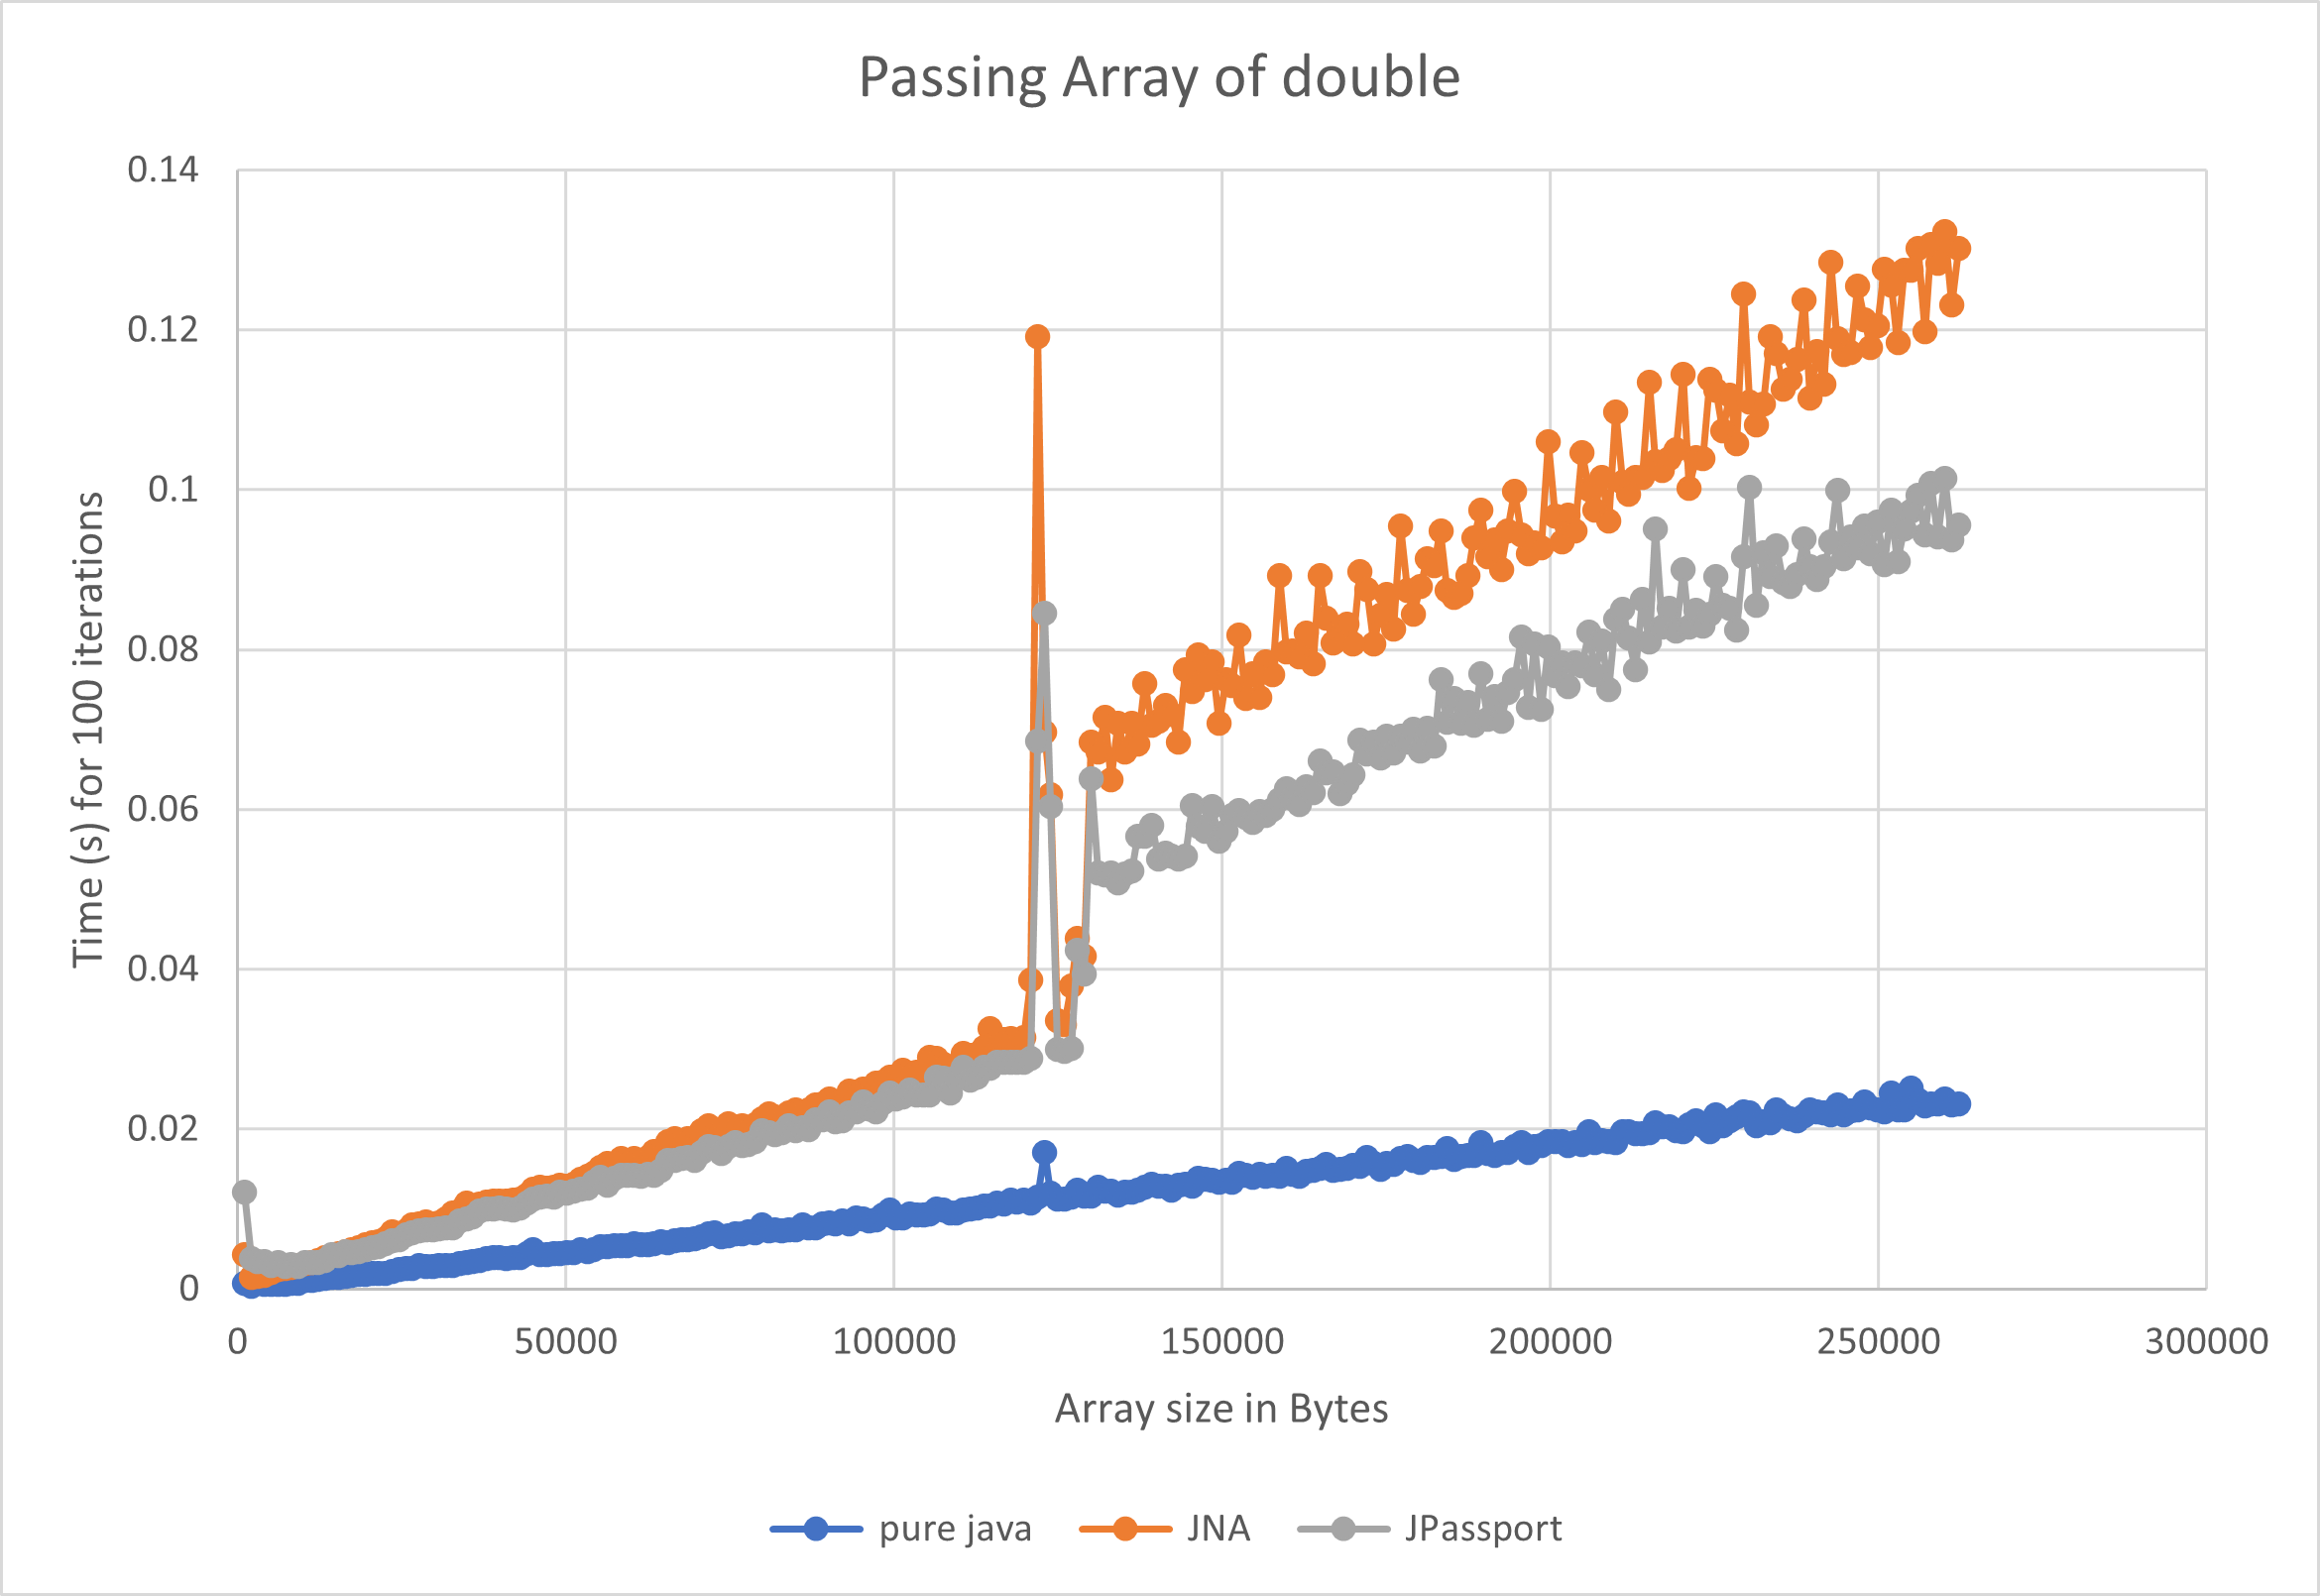 Passing Array of double
Time (s) for 100 iterations
0.14
0.12
0.1
0.08
0.06
0.04
0.02
0
0 50000 100000 150000 200000 250000 300000
Array size in Bytes
pure java JNA JPassport